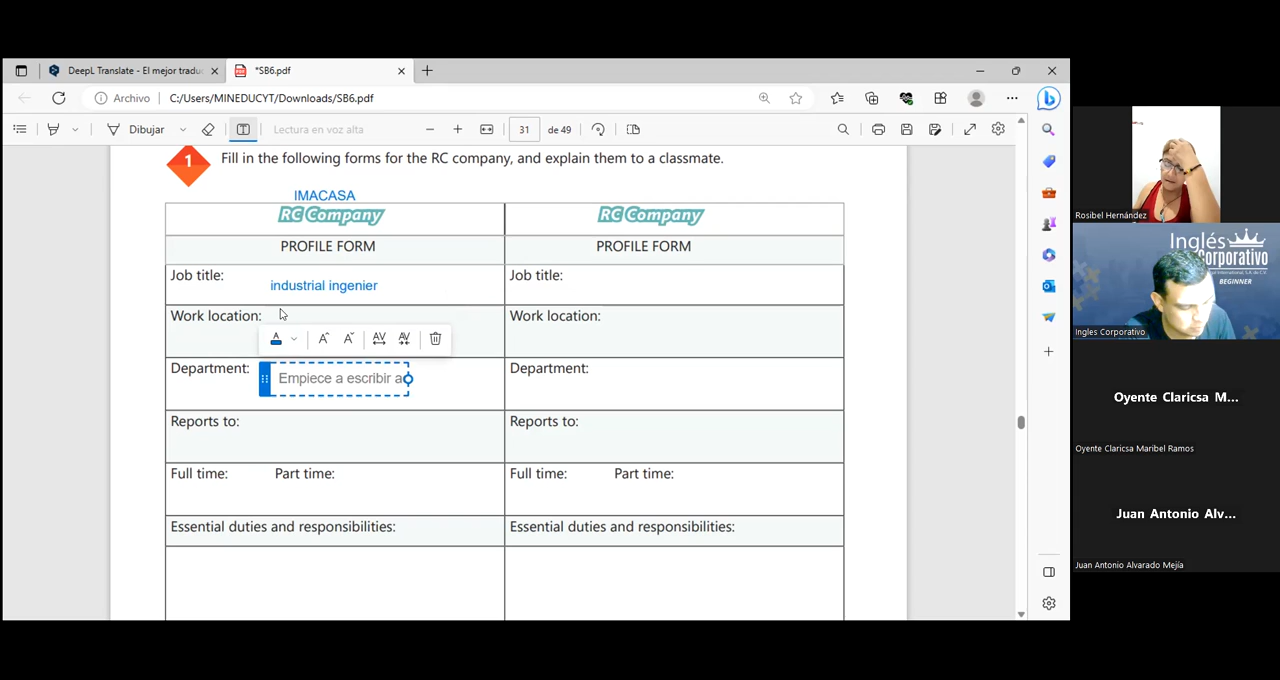 DeepL Translate - El mejor tradu
*SB6.pdf
Archivo
C:/Users/MINEDUCYT/Downloads/SB6.pdf
Dibujar
Lectura en voz alta
31
de 49
1
Fill in the following forms for the RC company, and explain them to a classmate.
IMACASA
RC Company
RC Company
PROFILE FORM
PROFILE FORM
Job title:
industrial ingenier
Job title:
Work location:
Work location:
Department:
Empiece a escribir a
Department:
Reports to:
Reports to:
Full time: Part time:
Full time: Part time:
Essential duties and responsibilities:
Essential duties and responsibilities:
Rosibel Hernández
Inglés
Corporativo
BEGINNER
Ingles Corporativo
Oyente Claricsa M...
Oyente Claricsa Maribel Ramos
Juan Antonio Alv...
Juan Antonio Alvarado Mejía